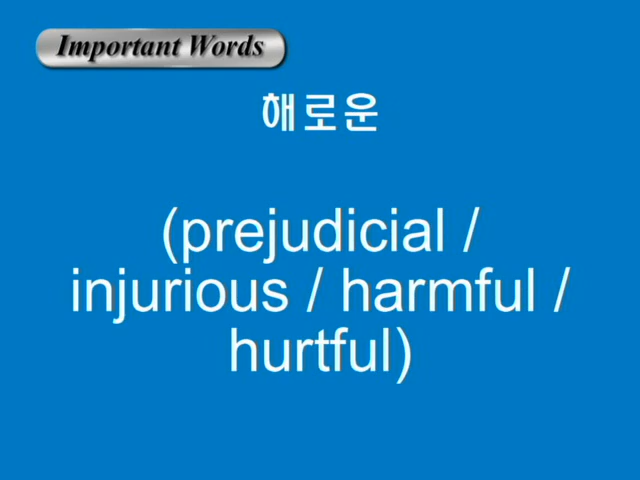 Important Words
해로운
(prejudicial /
injurious / harmful /
hurtful)